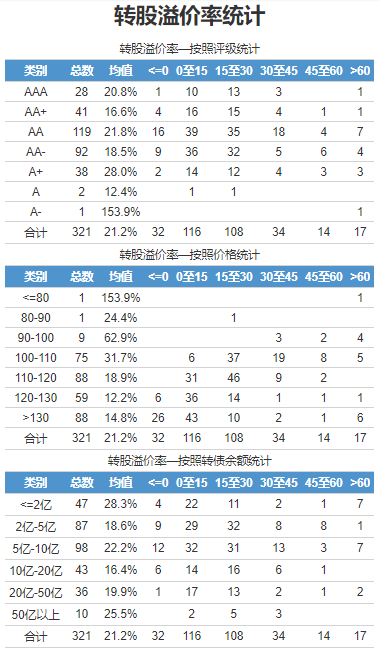 转股溢价率统计
转股溢价率—按照评级统计
类别 总数 均值 <=0 0至15 15至30 30至45 45至60 >60
AAA 28 20.8% 1 10 13 3 1
AA+ 41 16.6% 4 16 15 4 1 1
AA 119 21.8% 16 39 35 18 4 7
AA- 92 18.5% 9 36 32 5 6 4
A+ 38 28.0% 2 14 12 4 3 3
A 2 12.4% 1 1
A- 1 153.9% 1
合计 321 21.2% 32 116 108 34 14 17
转股溢价率—按照价格统计
类别 总数 均值 <=0 0至15 15至30 30至45 45至60 >60
<=80 1 153.9% 1
80-90 1 24.4% 1
90-100 9 62.9% 3 2 4
100-110 75 31.7% 6 37 19 8 5
110-120 88 18.9% 31 46 9 2
120-130 59 12.2% 6 36 14 1 1 1
>130 88 14.8% 26 43 10 2 1 6
合计 321 21.2% 32 116 108 34 14 17
转股溢价率—按照转债余额统计
类别 总数 均值 <=0 0至15 15至30 30至45 45至60 >60
<=2亿 47 28.3% 4 22 11 2 1 7
2亿-5亿 87 18.6% 9 29 32 8 8 1
5亿-10亿 98 22.2% 12 32 31 13 3 7
10亿-20亿 43 16.4% 6 14 16 6 1
20亿-50亿 36 19.9% 1 17 13 2 1 2
50亿以上 10 25.5% 2 5 3
合计 321 21.2% 32 116 108 34 14 17